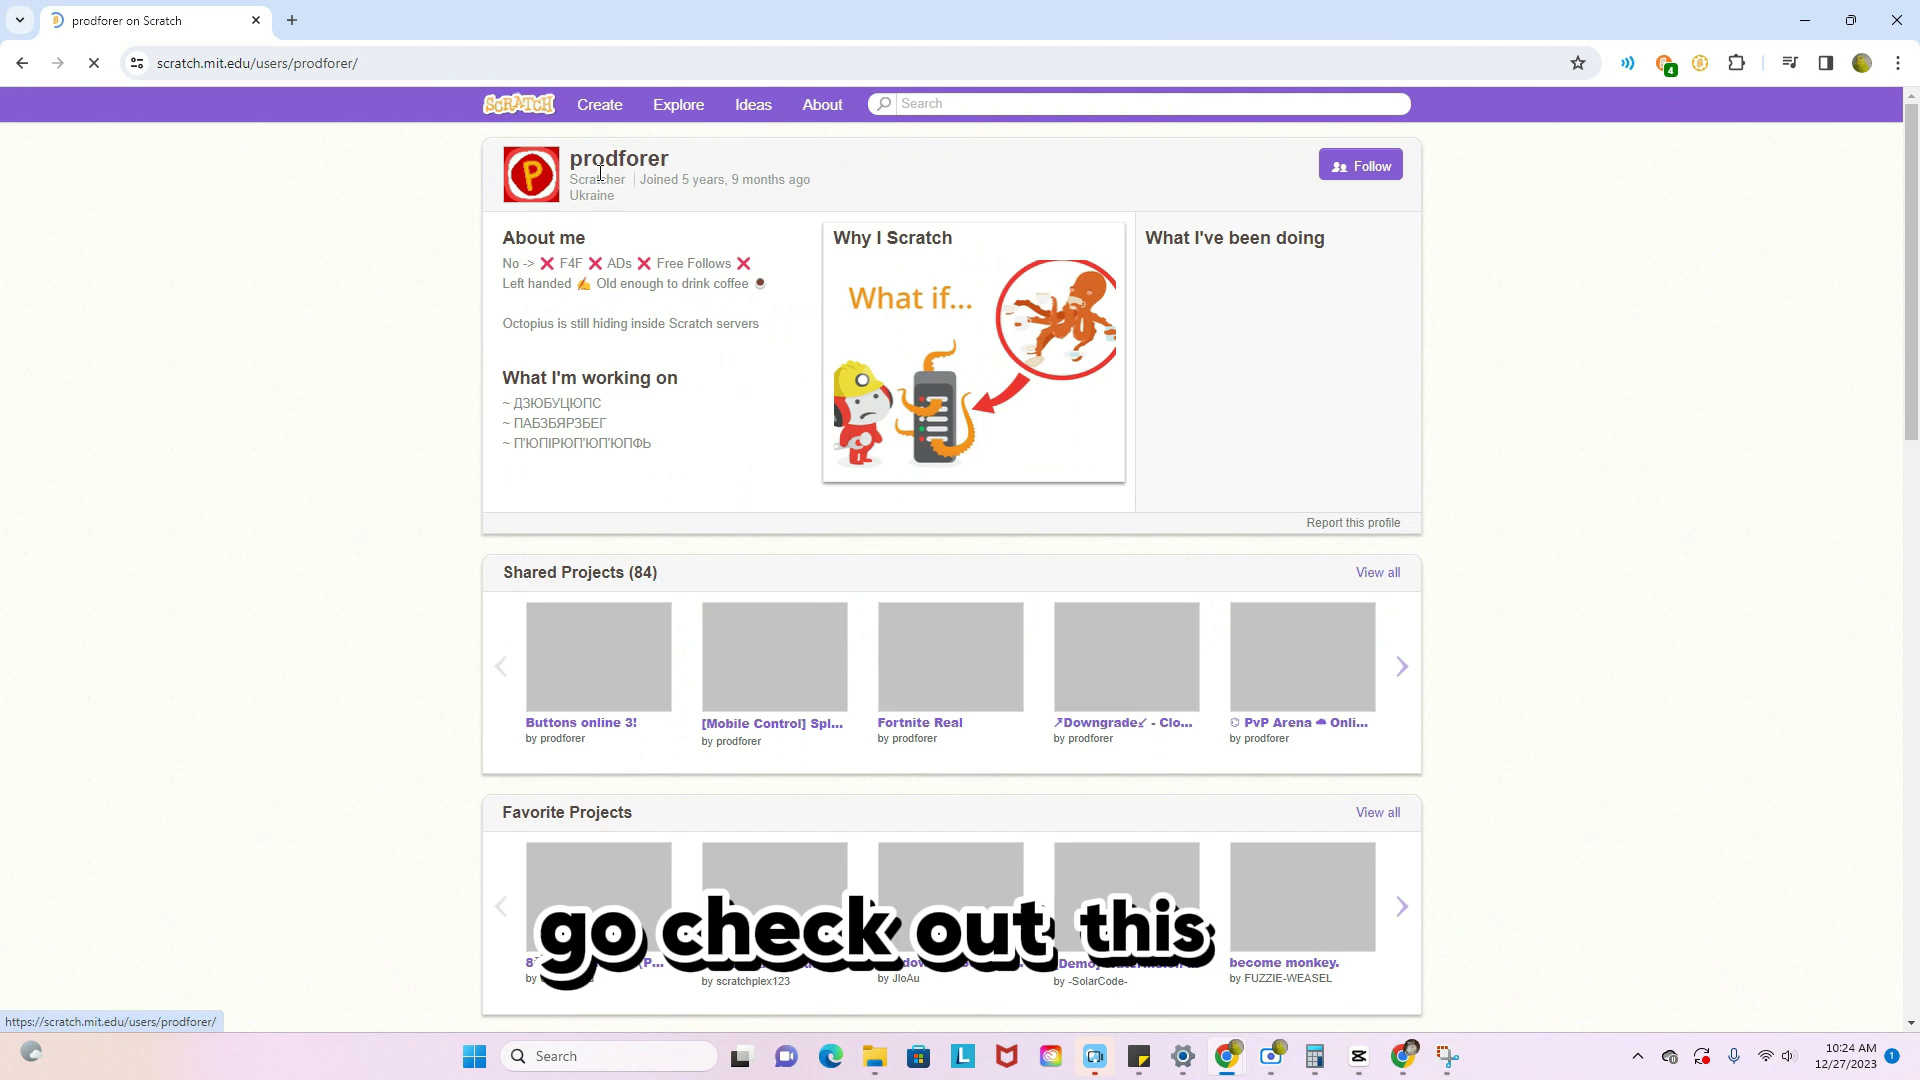 prodforer on Scratch
scratch.mit.edu/users/prodforer/
4
SCRATCH
Create
Explore
Ideas
About
Search
P
prodforer
Scratcher
Joined 5 years, 9 months ago
Ukraine
Follow
About me
No -> ❌ F4F ❌ ADs ❌ Free Follows ❌
Left handed ✍ Old enough to drink coffee ☕
Octopius is still hiding inside Scratch servers
What I'm working on
~ ДЗЮБУЦЮПС
~ ПАБЗБЯРЗБЕГ
~ П'ЮПІРЮП'ЮП'ЮПФЬ
Why I Scratch
What if...
What I've been doing
Report this profile
Shared Projects (84)
View all
Buttons online 3!
by prodforer
[Mobile Control] Spl...
by prodforer
Fortnite Real
by prodforer
↗Downgrade↙ - Clo...
by prodforer
PvP Arena ☁ Onli...
by prodforer
Favorite Projects
View all
by scratchplex123
by JloAu
by -SolarCode-
become monkey.
by FUZZIE-WEASEL
go check out this
https://scratch.mit.edu/users/prodforer/
Search
L
10:24 AM
12/27/2023
1